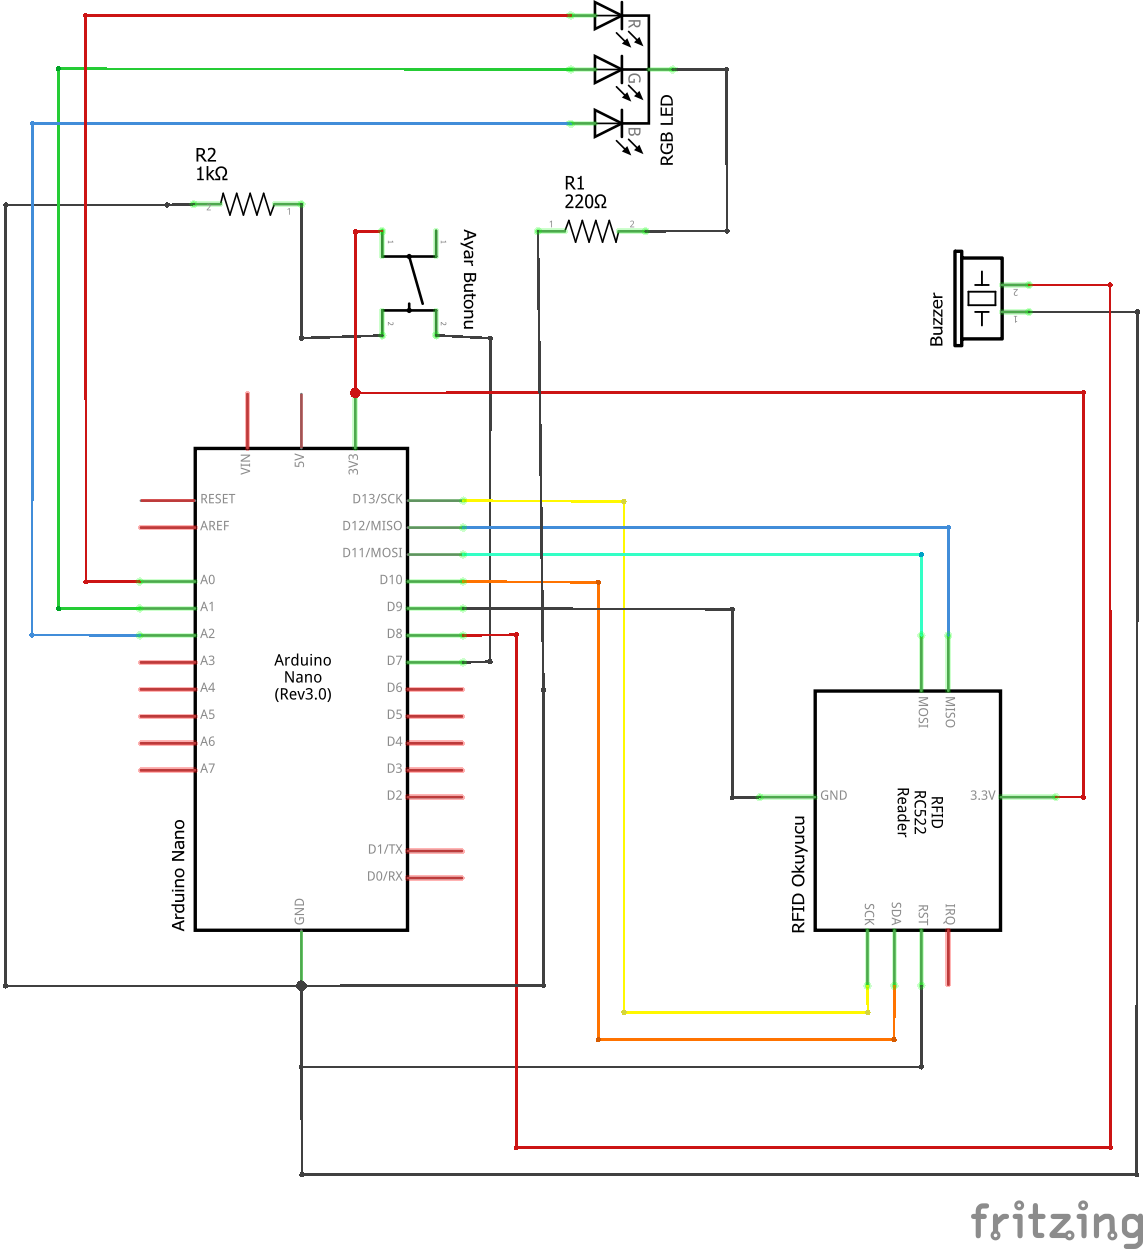 R
G
B
RGB LED
R2
1kΩ
2
1
R1
220Ω
1
2
1
1
2
2
Ayar Butonu
Buzzer
2
1
VIN
5V
3V3
RESET
AREF
A0
A1
A2
A3
A4
A5
A6
A7
D13/SCK
D12/MISO
D11/MOSI
D10
D9
D8
D7
D6
D5
D4
D3
D2
D1/TX
D0/RX
GND
Arduino
Nano
(Rev3.0)
Arduino Nano
MOSI
MISO
GND
3.3V
RFID
RC522
Reader
SCK
SDA
RST
IRQ
RFID Okuyucu
fritzing